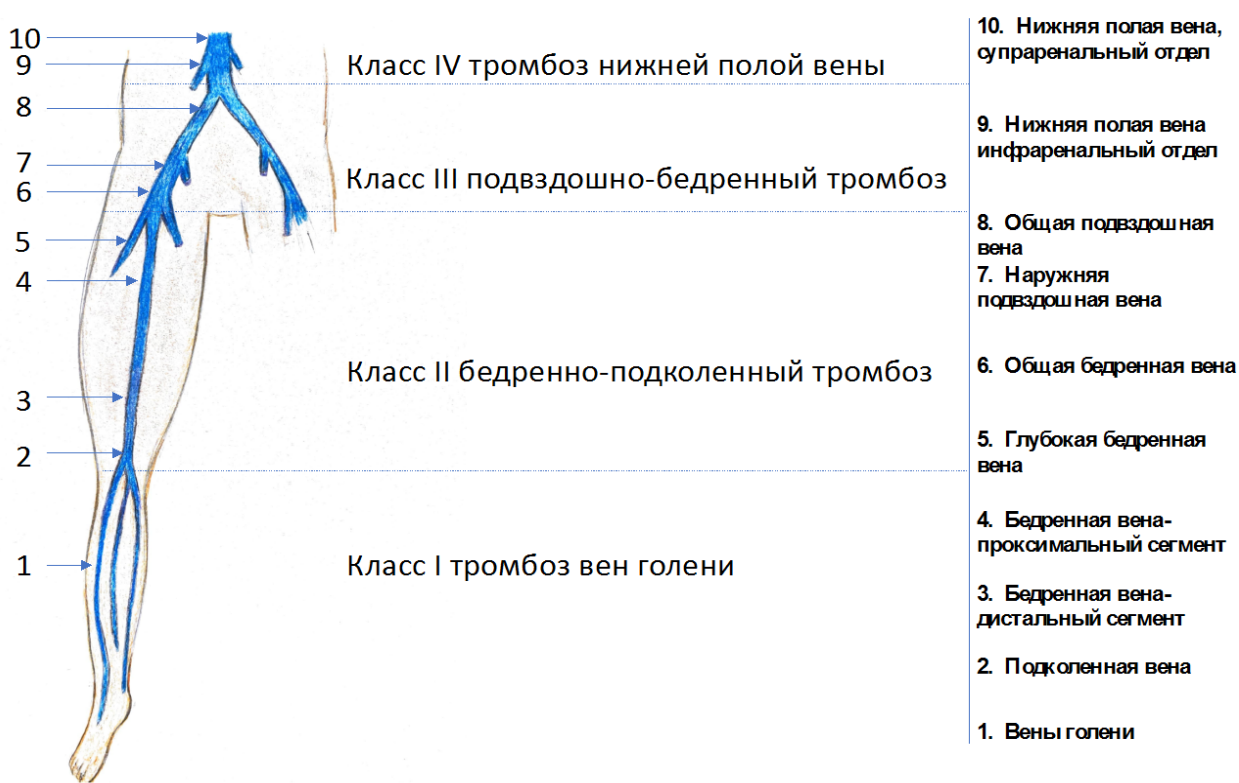 10
9
8
7
6
5
4
3
2
1
Класс IV тромбоз нижней полой вены
Класс III подвздошно-бедренный тромбоз
Класс II бедренно-подколенный тромбоз
Класс I тромбоз вен голени
10. Нижняя полая вена,
супраренальный отдел
9. Нижняя полая вена
инфраренальный отдел
8. Общая подвздошная
вена
7. Наружняя
подвздошная вена
6. Общая бедренная вена
5. Глубокая бедренная
вена
4. Бедренная вена-
проксимальный сегмент
3. Бедренная вена-
дистальный сегмент
2. Подколенная вена
1. Вены голени